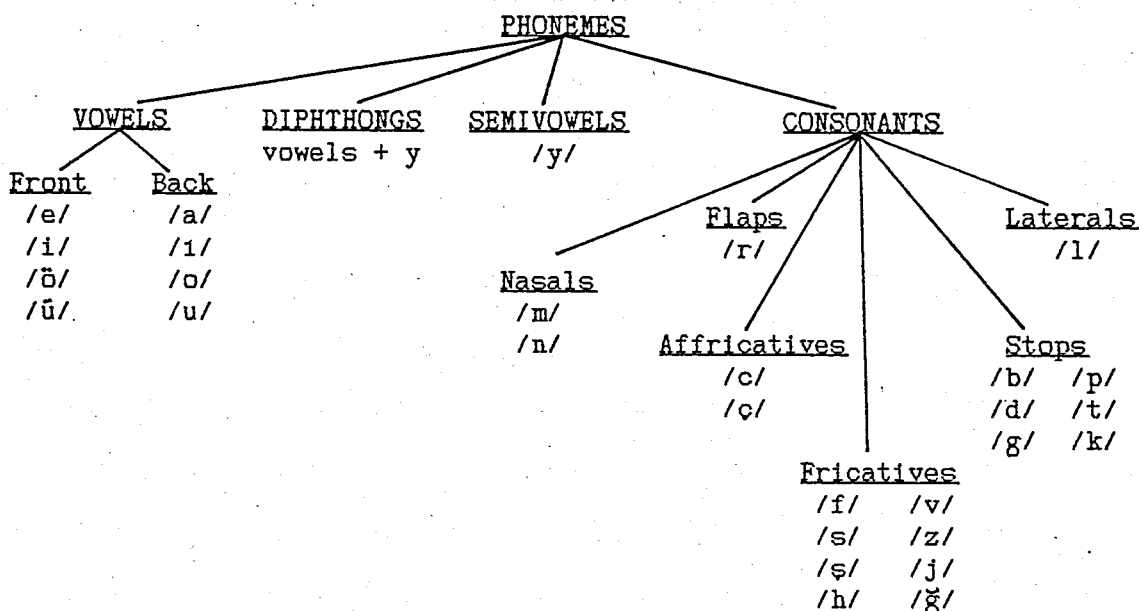 PHONEMES
VOWELS DIPHTHONGS SEMIVOWELS CONSONANTS
vowels + y /y/
Front Back
/e/ /a/ Flaps Laterals
/i/ /ı/ /r/ /l/
/ö/ /o/ Nasals
/ü/ /u/ /m/
/n/ Affricatives Stops
/c/ /b/ /p/
/ç/ /d/ /t/
/g/ /k/
Fricatives
/f/ /v/
/s/ /z/
/ş/ /j/
/h/ /ğ/